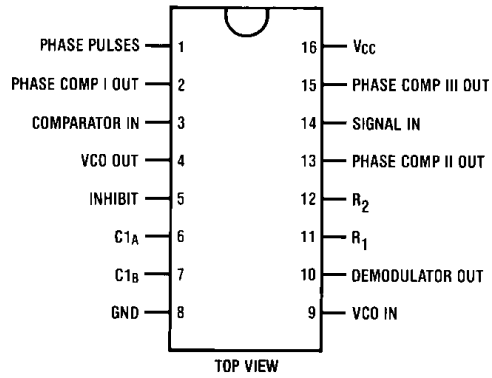 PHASE PULSES 1 16 Vcc
PHASE COMP I OUT 2 15 PHASE COMP III OUT
COMPARATOR IN 3 14 SIGNAL IN
VCO OUT 4 13 PHASE COMP II OUT
INHIBIT 5 12 R2
C1A 6 11 R1
C1B 7 10 DEMODULATOR OUT
GND 8 9 VCO IN
TOP VIEW